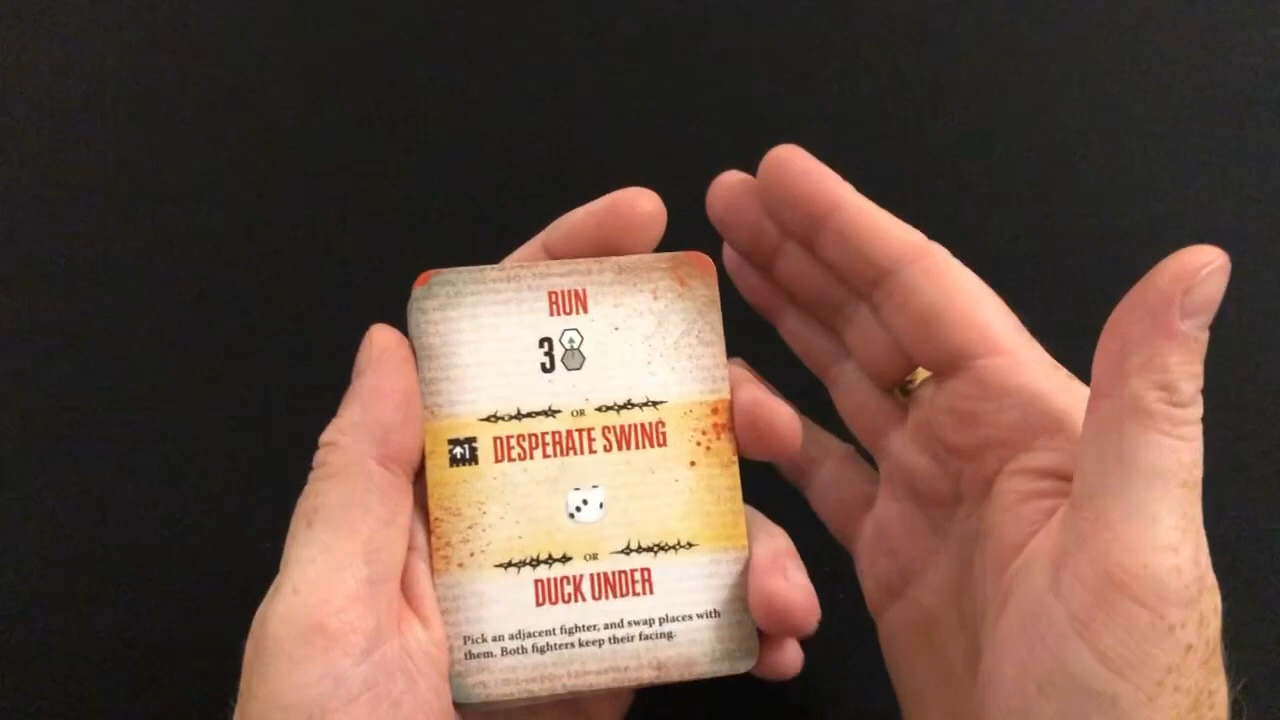 RUN
3
OR
DESPERATE SWING
OR
DUCK UNDER
Pick an adjacent fighter, and swap places with
them. Both fighters keep their facing.